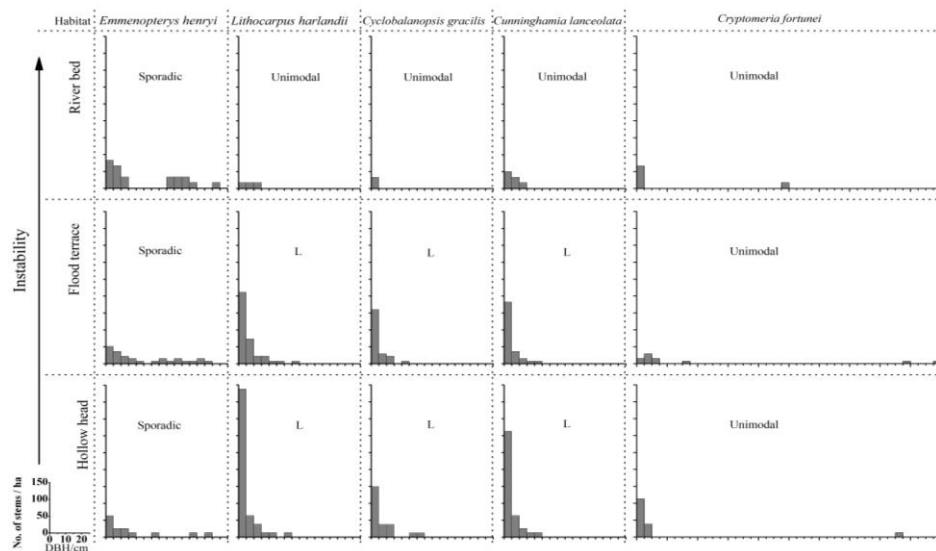 Habitat Emmenopterys henryi Lithocarpus harlandii Cyclobalanopsis gracilis Cunninghamia lanceolata Cryptomeria fortunei
Instability
River bed
Sporadic Unimodal Unimodal Unimodal Unimodal
Flood terrace
Sporadic L L L Unimodal
Hollow head
Sporadic L L L Unimodal
No. of stems / ha
150
100
50
0
0 10 20
DBH/cm